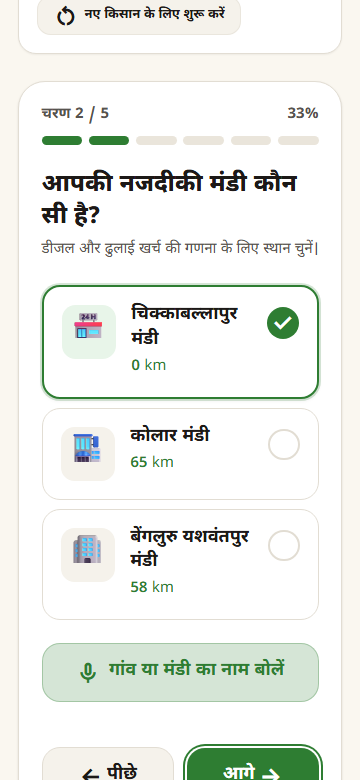 नए किसान के लिए शुरू करें
चरण 2 / 5 33%
आपकी नजदीकी मंडी कौन
सी है?
डीजल और ढुलाई खर्च की गणना के लिए स्थान चुनें|
24 H
चिक्काबल्लापुर
मंडी
0 km
कोलार मंडी
65 km
बेंगलुरु यशवंतपुर
मंडी
58 km
गांव या मंडी का नाम बोलें
← पीछे
आगे →